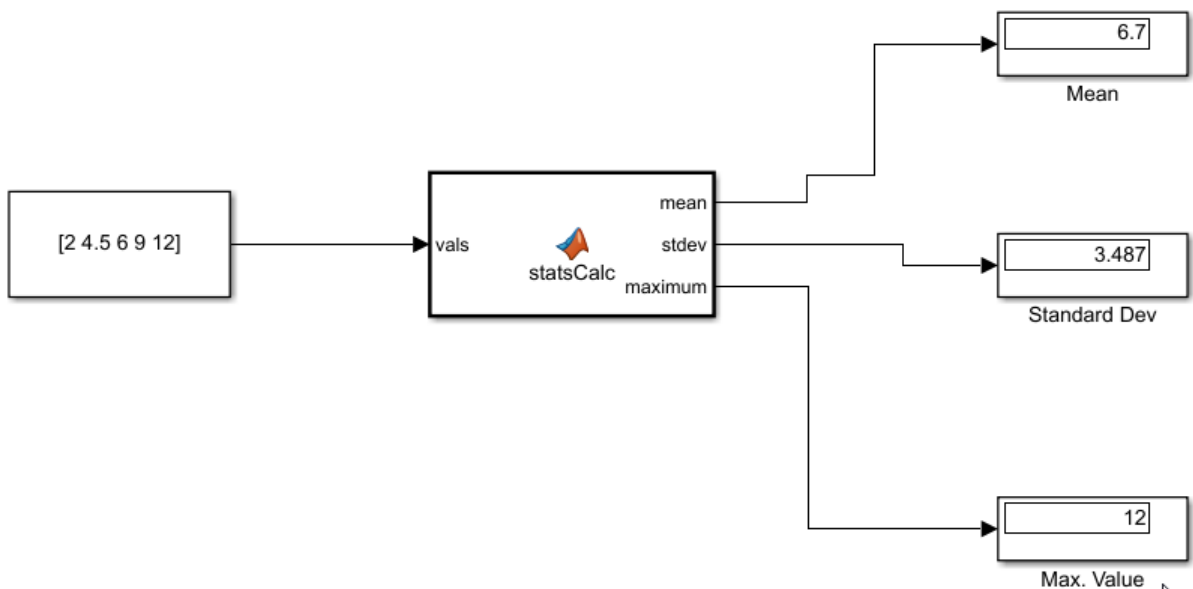 6.7
Mean
[2 4.5 6 9 12]
vals
statsCalc
mean
stdev
maximum
3.487
Standard Dev
12
Max. Value